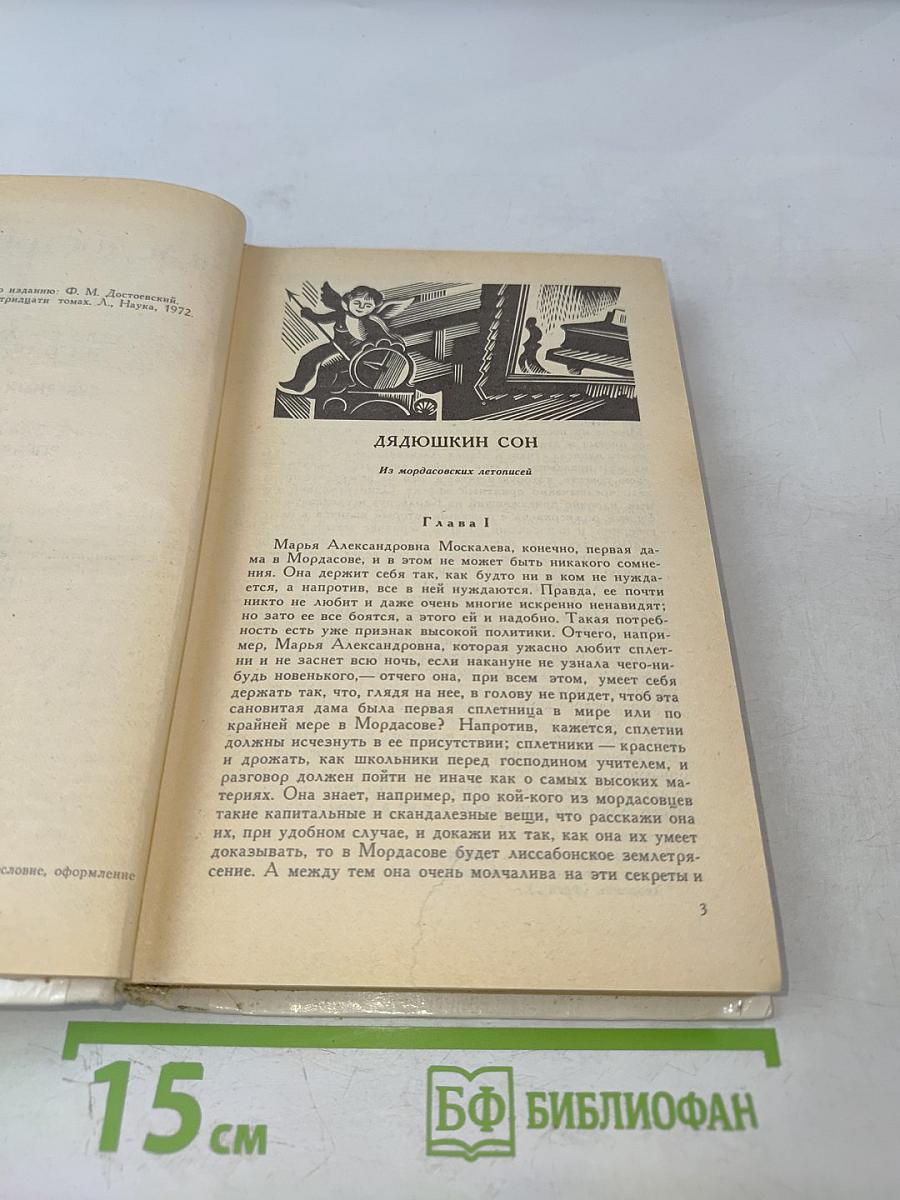 о изданию: Ф. М. Достоевский.
тридцати томах. Л., Наука, 1972.
ословие, оформление
ДЯДЮШКИН СОН
Из мордасовских летописей
Глава I
Марья Александровна Москалева, конечно, первая да-
ма в Мордасове, и в этом не может быть никакого сомне-
ния. Она держит себя так, как будто ни в ком не нужда-
ется, а напротив, все в ней нуждаются. Правда, ее почти
никто не любит и даже очень многие искренно ненавидят;
но зато ее все боятся, а этого ей и надобно. Такая потреб-
ность есть уже признак высокой политики. Отчего, напри-
мер, Марья Александровна, которая ужасно любит сплет-
ни и не заснет всю ночь, если накануне не узнала чего-ни-
будь новенького,— отчего она, при всем этом, умеет себя
держать так, что, глядя на нее, в голову не придет, чтоб эта
сановитая дама была первая сплетница в мире или по
крайней мере в Мордасове? Напротив, кажется, сплетни
должны исчезнуть в ее присутствии; сплетники — краснеть
и дрожать, как школьники перед господином учителем, и
разговор должен пойти не иначе как о самых высоких ма-
териях. Она знает, например, про кой-кого из мордасовцев
такие капитальные и скандалезные вещи, что расскажи она
их, при удобном случае, и докажи их так, как она их умеет
доказывать, то в Мордасове будет лиссабонское землетря-
сение. А между тем она очень молчалива на эти секреты и
3
15 см
БФ БИБЛИОФАН